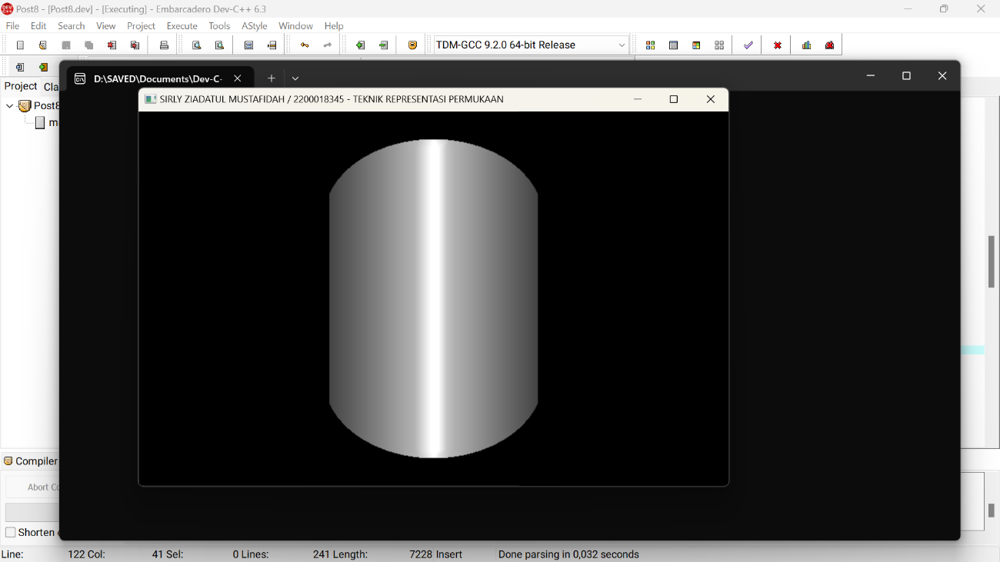 Post8 - [Post8.dev] - [Executing] - Embarcadero Dev-C++ 6.3
File Edit Search View Project Execute Tools AStyle Window Help
TDM-GCC 9.2.0 64-bit Release
D:\SAVED\Documents\Dev-C-
Project Cla
SIRLY ZIADATUL MUSTAFIDAH / 2200018345 - TEKNIK REPRESENTASI PERMUKAAN
Post8
m
Compiler
Abort Co
Shorten
Line: 122 Col: 41 Sel: 0 Lines: 241 Length: 7228 Insert Done parsing in 0,032 seconds